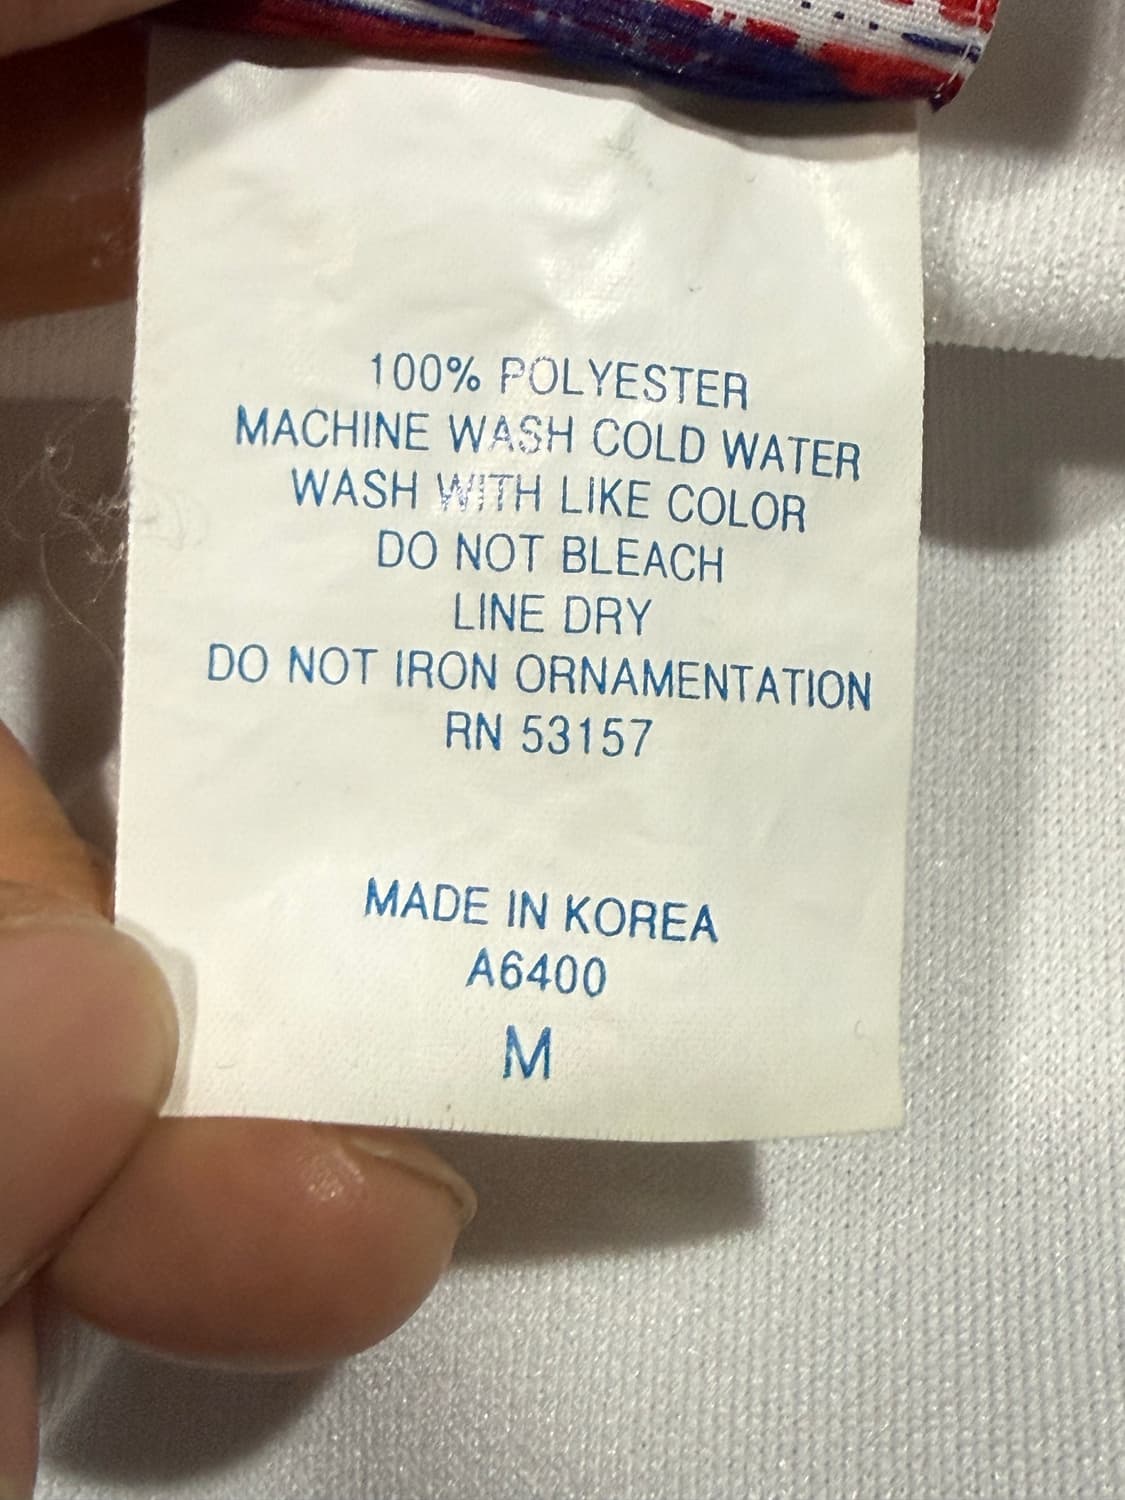 100% POLYESTER
MACHINE WASH COLD WATER
WASH WITH LIKE COLOR
DO NOT BLEACH
LINE DRY
DO NOT IRON ORNAMENTATION
RN 53157
MADE IN KOREA
A6400
M